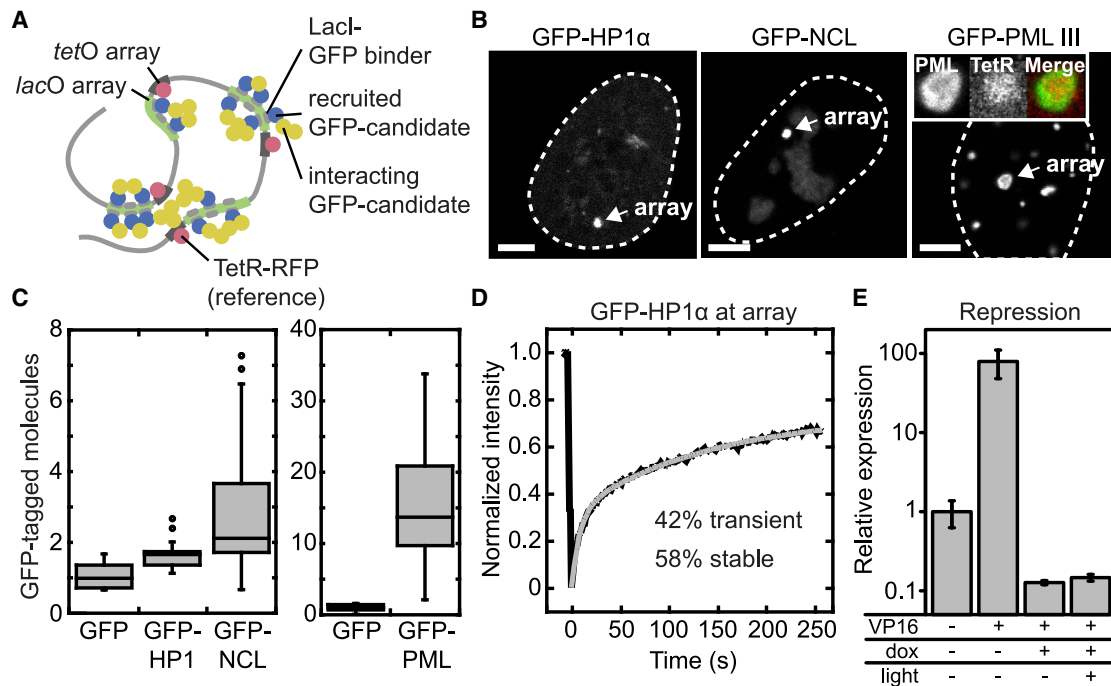 A
tetO array
lacO array
LacI-
GFP binder
recruited
GFP-candidate
interacting
GFP-candidate
TetR-RFP
(reference)
B
GFP-HP1α
array
GFP-NCL
array
GFP-PML III
PML TetR Merge
array
C
GFP-tagged molecules
8
6
4
2
0
GFP
GFP-
HP1
GFP-
NCL
40
30
20
10
0
GFP
GFP-
PML
D
GFP-HP1α at array
Normalized intensity
1.0
0.8
0.6
0.4
0.2
0
42% transient
58% stable
0 50 100 150 200 250
Time (s)
E
Repression
Relative expression
100
10
1
0.1
VP16 - + + +
dox - - + +
light - - - +